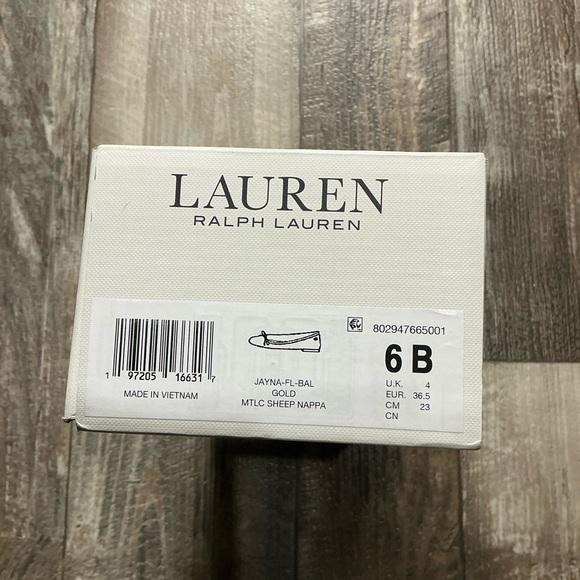 LAUREN
RALPH LAUREN
802947665001
6 B
U.K. 4
EUR. 36.5
CM 23
CN
JAYNA-FL-BAL
GOLD
MTLC SHEEP NAPPA
1 97205 16631 7
MADE IN VIETNAM